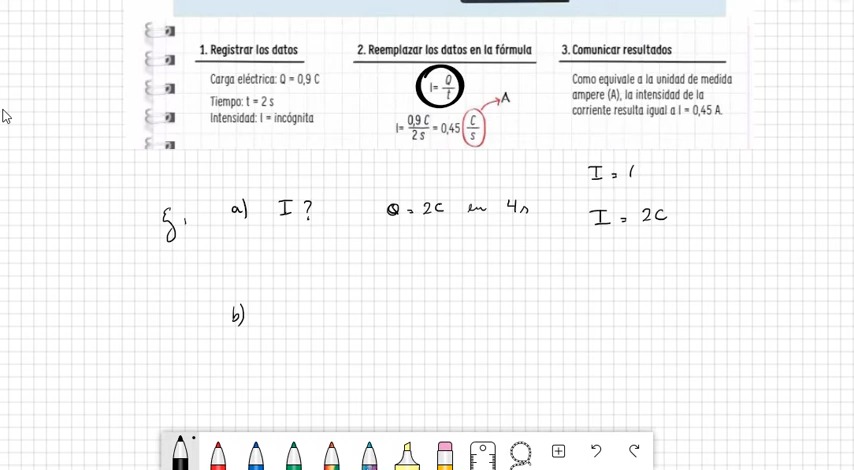 1. Registrar los datos
Carga eléctrica: Q = 0,9 C
Tiempo: t = 2 s
Intensidad: I = incógnita
2. Reemplazar los datos en la fórmula
I = Q/t
I = 0,9 C / 2 s = 0,45 C/s
A
3. Comunicar resultados
Como equivale a la unidad de medida
ampere (A), la intensidad de la
corriente resulta igual a I = 0,45 A.
I = (
a) I ? Q = 2C en 4s
I = 2C
b)